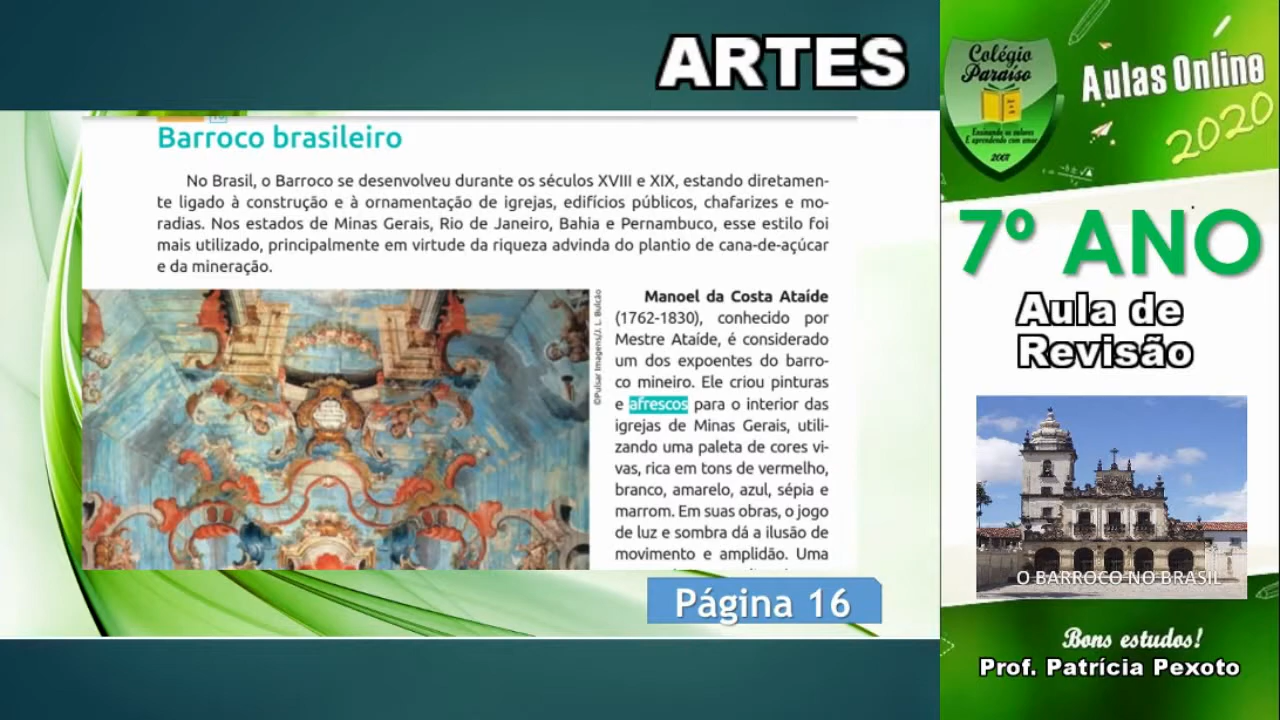 ARTES
Barroco brasileiro
No Brasil, o Barroco se desenvolveu durante os séculos XVIII e XIX, estando diretamen-
te ligado à construção e à ornamentação de igrejas, edifícios públicos, chafarizes e mo-
radias. Nos estados de Minas Gerais, Rio de Janeiro, Bahia e Pernambuco, esse estilo foi
mais utilizado, principalmente em virtude da riqueza advinda do plantio de cana-de-açúcar
e da mineração.
©Pulsar Imagens/J. L. Bulcão
Manoel da Costa Ataíde
(1762-1830), conhecido por
Mestre Ataíde, é considerado
um dos expoentes do barro-
co mineiro. Ele criou pinturas
e afrescos para o interior das
igrejas de Minas Gerais, utili-
zando uma paleta de cores vi-
vas, rica em tons de vermelho,
branco, amarelo, azul, sépia e
marrom. Em suas obras, o jogo
de luz e sombra dá a ilusão de
movimento e amplidão. Uma
Página 16
Colégio
Paraíso
Ensinando os valores
E aprendendo com amor
2007
Aulas Online
2020
7º ANO
Aula de
Revisão
O BARROCO NO BRASIL
Bons estudos!
Prof. Patrícia Pexoto